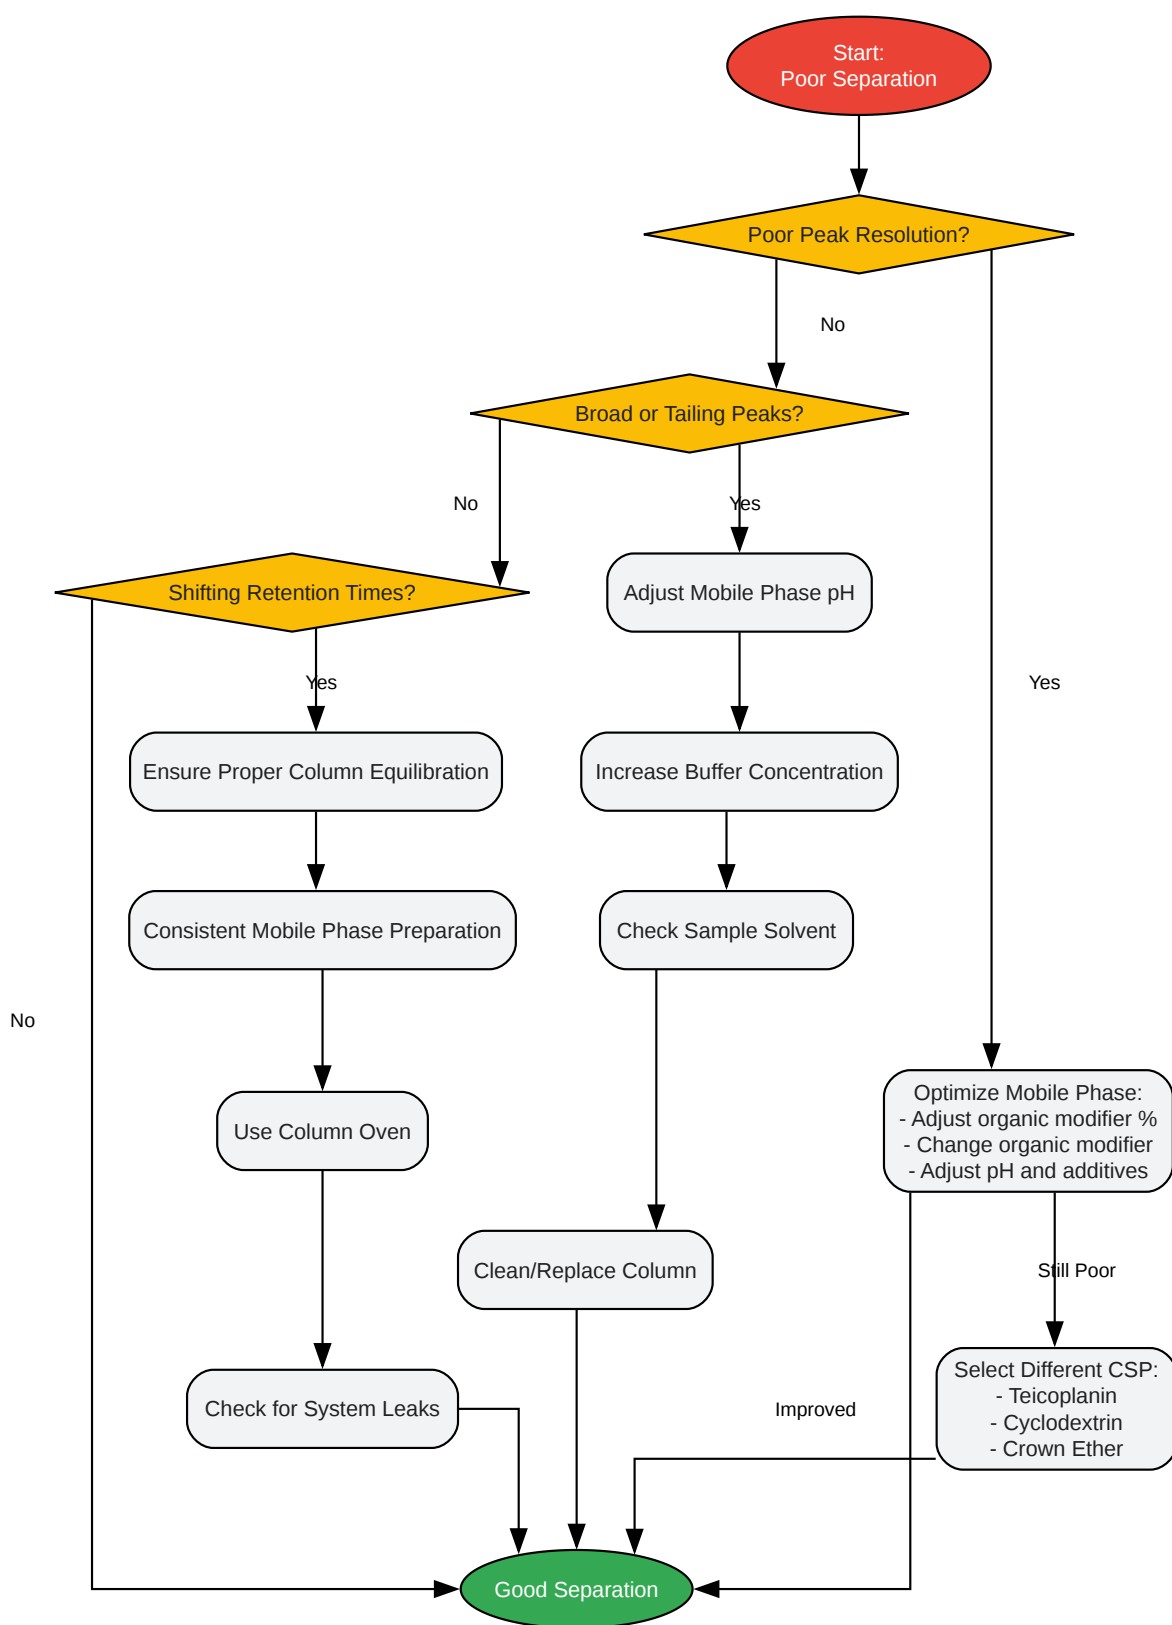 Start:
Poor Separation
Poor Peak Resolution?
No
Broad or Tailing Peaks?
No
Yes
Shifting Retention Times?
Adjust Mobile Phase pH
Yes
Yes
Ensure Proper Column Equilibration
Increase Buffer Concentration
Consistent Mobile Phase Preparation
Check Sample Solvent
No
Use Column Oven
Optimize Mobile Phase:
- Adjust organic modifier %
- Change organic modifier
- Adjust pH and additives
Clean/Replace Column
Still Poor
Check for System Leaks
Improved
Select Different CSP:
- Teicoplanin
- Cyclodextrin
- Crown Ether
Good Separation